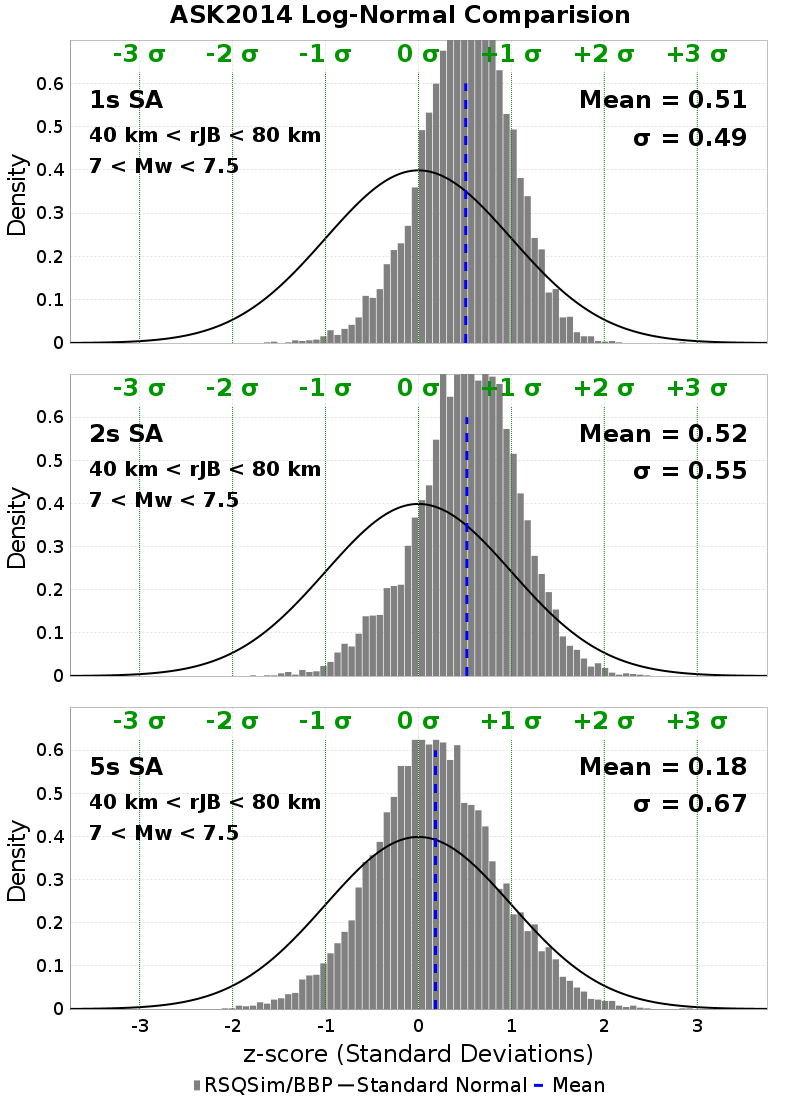 ASK2014 Log-Normal Comparision
-3 σ -2 σ -1 σ 0 σ +1 σ +2 σ +3 σ
1s SA
Mean = 0.51
40 km < rJB < 80 km
σ = 0.49
7 < Mw < 7.5
0.6
0.5
0.4
0.3
0.2
0.1
0
Density
-3 σ -2 σ -1 σ 0 σ +1 σ +2 σ +3 σ
2s SA
Mean = 0.52
40 km < rJB < 80 km
σ = 0.55
7 < Mw < 7.5
0.6
0.5
0.4
0.3
0.2
0.1
0
Density
-3 σ -2 σ -1 σ 0 σ +1 σ +2 σ +3 σ
5s SA
Mean = 0.18
40 km < rJB < 80 km
σ = 0.67
7 < Mw < 7.5
0.6
0.5
0.4
0.3
0.2
0.1
0
Density
-3 -2 -1 0 1 2 3
z-score (Standard Deviations)
RSQSim/BBP Standard Normal Mean